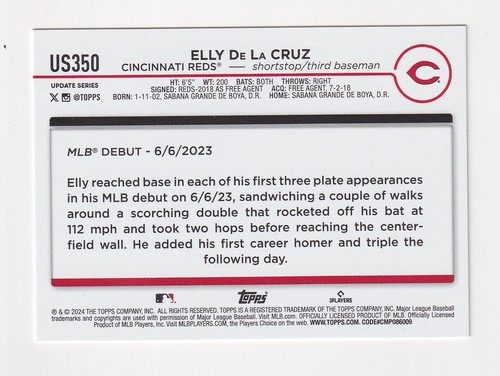 US350
ELLY DE LA CRUZ
CINCINNATI REDS® — shortstop/third baseman
UPDATE SERIES
@TOPPS
HT: 6'5" WT: 200 BATS: BOTH THROWS: RIGHT
SIGNED: REDS-2018 AS FREE AGENT ACQ: FREE AGENT, 7-2-18
BORN: 1-11-02, SABANA GRANDE DE BOYA, D.R. HOME: SABANA GRANDE DE BOYA, D.R.
C
MLB® DEBUT - 6/6/2023
Elly reached base in each of his first three plate appearances
in his MLB debut on 6/6/23, sandwiching a couple of walks
around a scorching double that rocketed off his bat at
112 mph and took two hops before reaching the center-
field wall. He added his first career homer and triple the
following day.
Topps
PLAYERS
® & © 2024 THE TOPPS COMPANY, INC. ALL RIGHTS RESERVED. TOPPS IS A REGISTERED TRADEMARK OF THE TOPPS COMPANY, INC. Major League Baseball
trademarks and copyrights are used with permission of Major League Baseball. Visit MLB.com. OFFICIALLY LICENSED PRODUCT OF MLB PLAYERS, INC. Officially Licensed
Product of MLB Players, Inc. Visit MLBPLAYERS.COM, the Players Choice on the web. WWW.TOPPS.COM. CODE#CMP086009